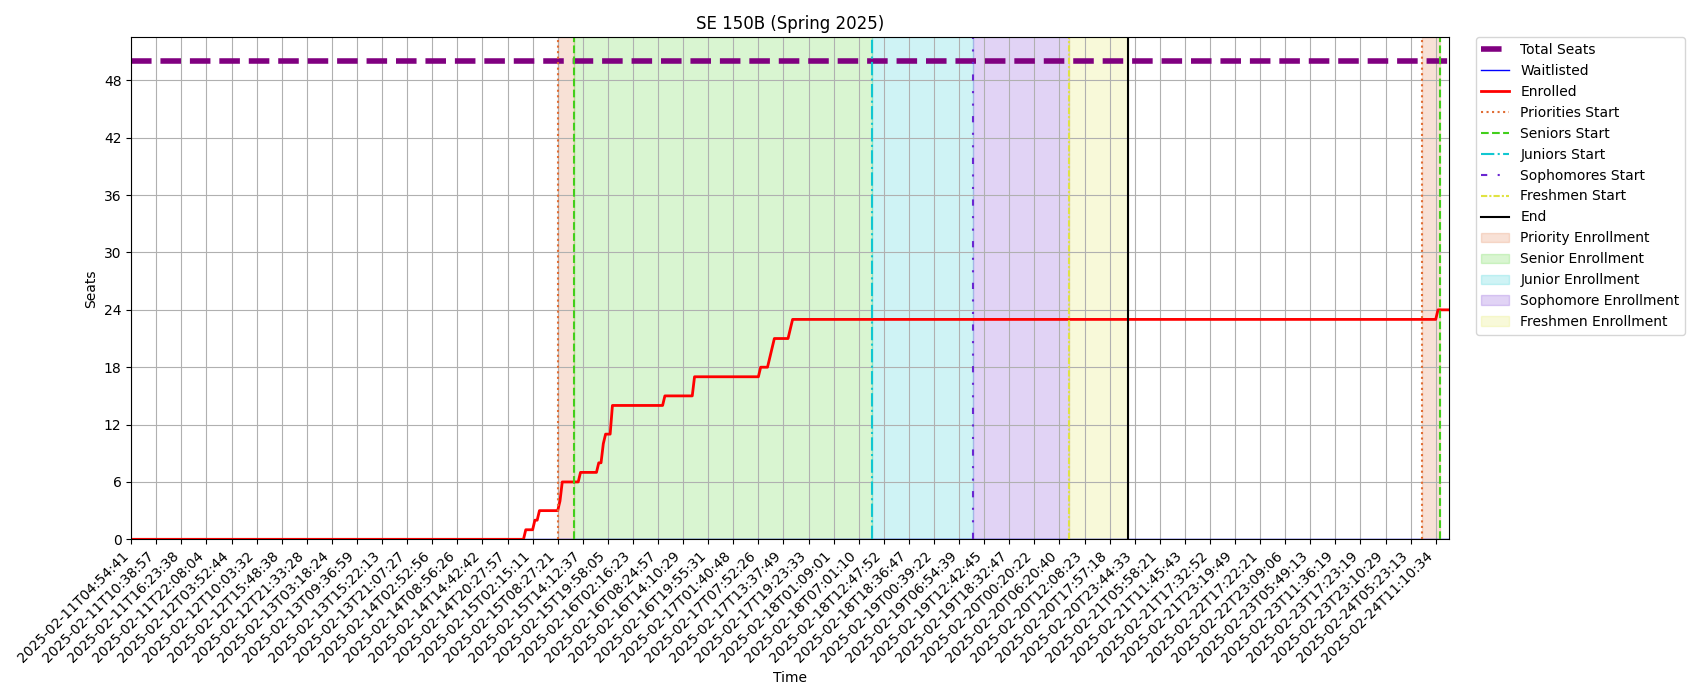 SE 150B (Spring 2025)
Seats
48
42
36
30
24
18
12
6
0
2025-02-11T04:54:41
2025-02-11T10:38:57
2025-02-11T16:23:38
2025-02-11T22:08:04
2025-02-12T03:52:44
2025-02-12T10:03:32
2025-02-12T15:48:38
2025-02-12T21:33:28
2025-02-13T03:18:24
2025-02-13T09:36:59
2025-02-13T15:22:13
2025-02-13T21:07:27
2025-02-14T02:52:56
2025-02-14T08:56:26
2025-02-14T14:42:42
2025-02-14T20:27:57
2025-02-15T02:15:11
2025-02-15T08:27:21
2025-02-15T14:12:37
2025-02-15T19:58:05
2025-02-16T02:16:23
2025-02-16T08:24:57
2025-02-16T14:10:29
2025-02-16T19:55:31
2025-02-17T01:40:48
2025-02-17T07:52:26
2025-02-17T13:37:49
2025-02-17T19:23:33
2025-02-18T01:09:01
2025-02-18T07:01:10
2025-02-18T12:47:52
2025-02-18T18:36:47
2025-02-19T00:39:22
2025-02-19T06:54:39
2025-02-19T12:42:45
2025-02-19T18:32:47
2025-02-20T00:20:22
2025-02-20T06:20:40
2025-02-20T12:08:23
2025-02-20T17:57:18
2025-02-20T23:44:33
2025-02-21T05:58:21
2025-02-21T11:45:43
2025-02-21T17:32:52
2025-02-21T23:19:49
2025-02-22T17:22:21
2025-02-22T23:09:06
2025-02-23T05:49:13
2025-02-23T11:36:19
2025-02-23T17:23:19
2025-02-23T23:10:29
2025-02-24T05:23:13
2025-02-24T11:10:34
Time
Total Seats
Waitlisted
Enrolled
Priorities Start
Seniors Start
Juniors Start
Sophomores Start
Freshmen Start
End
Priority Enrollment
Senior Enrollment
Junior Enrollment
Sophomore Enrollment
Freshmen Enrollment